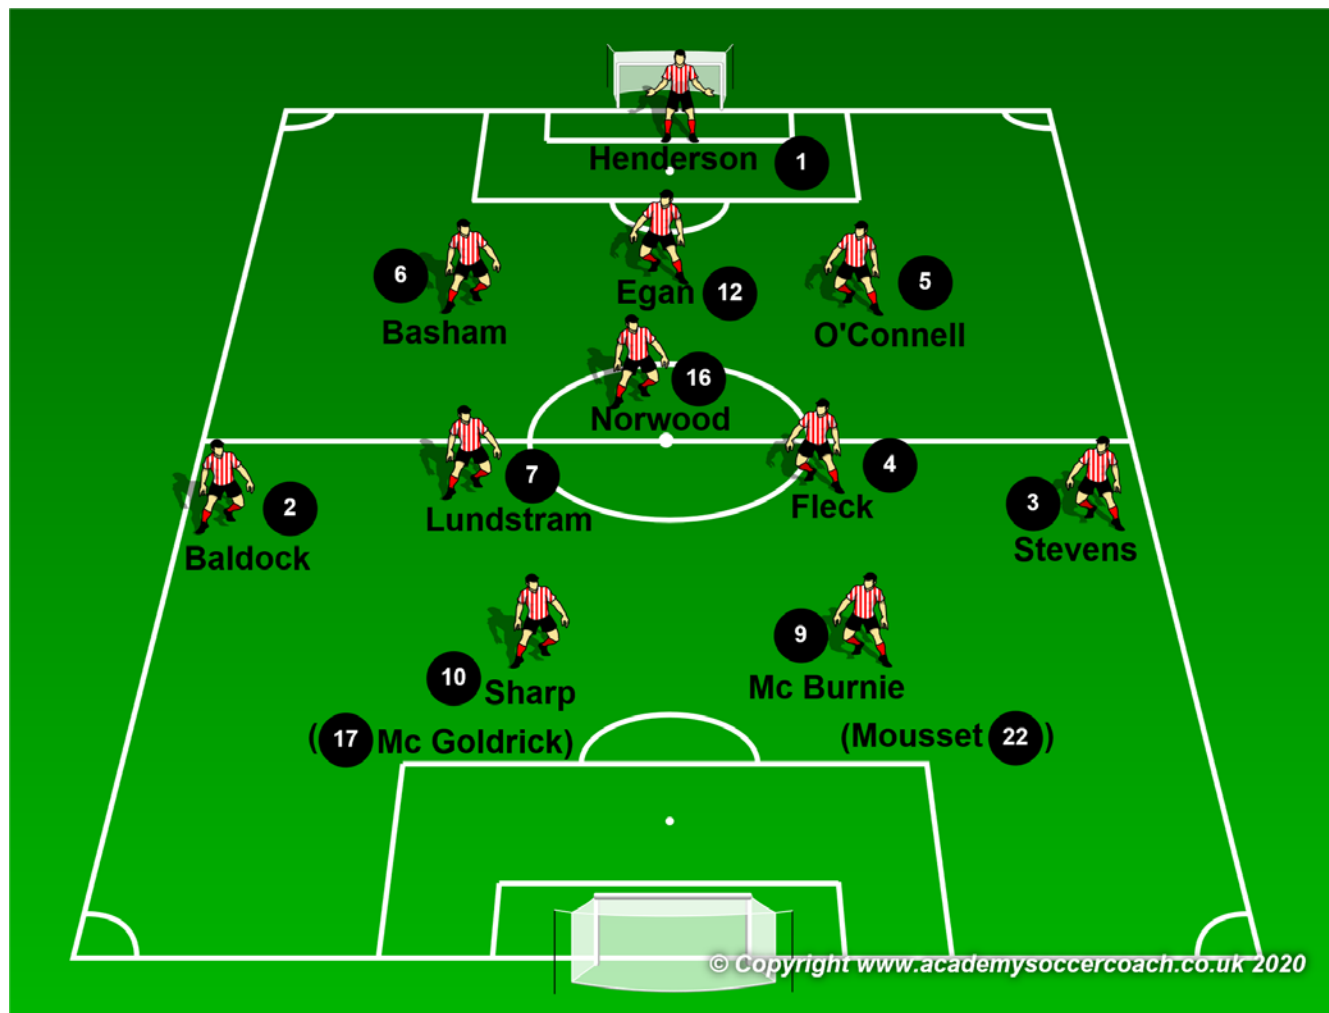 Henderson 1
6
Basham
Egan 12
5
O'Connell
16
Norwood
2
Baldock
7
Lundstram
4
Fleck
3
Stevens
10 Sharp
(17 Mc Goldrick)
9
Mc Burnie
(Mousset 22)
© Copyright www.academysoccercoach.co.uk 2020